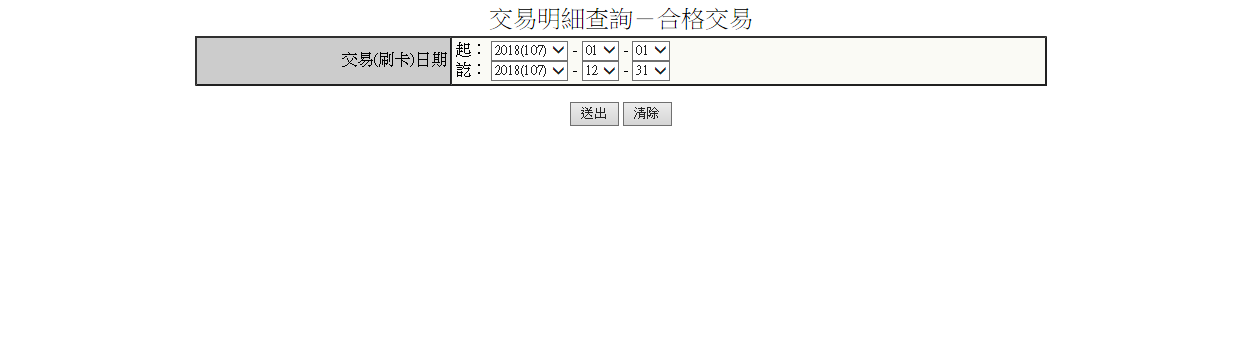 交易明細查詢－合格交易
交易(刷卡)日期
起： 2018(107) - 01 - 01
訖： 2018(107) - 12 - 31
送出 清除